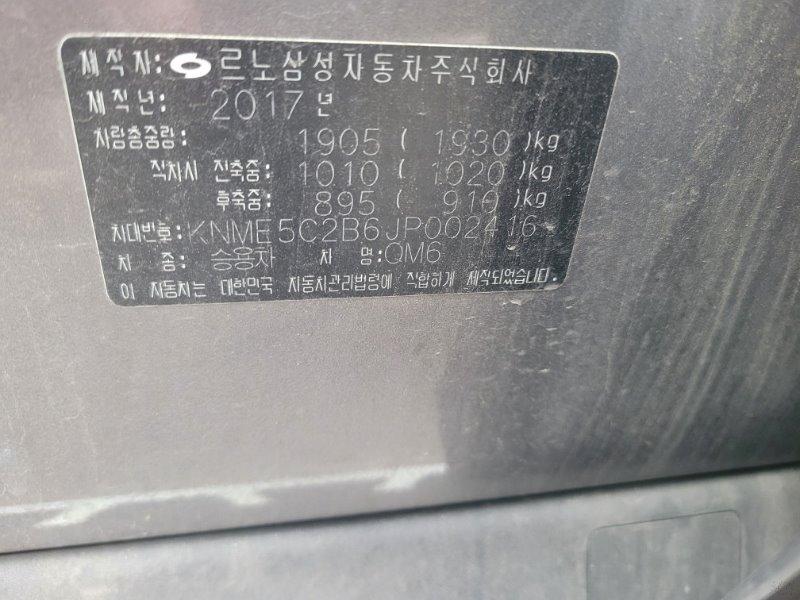 제작자: 르노삼성자동차주식회사
제작년: 2017년
차량총중량: 1905 ( 1930 )kg
적차시 전축중: 1010 ( 1020 )kg
후축중: 895 ( 910 )kg
차대번호: KNME5C2B6JP002416
차 종: 승용차 차 명: QM6
이 자동차는 대한민국 자동차관리법령에 적합하게 제작되었습니다.